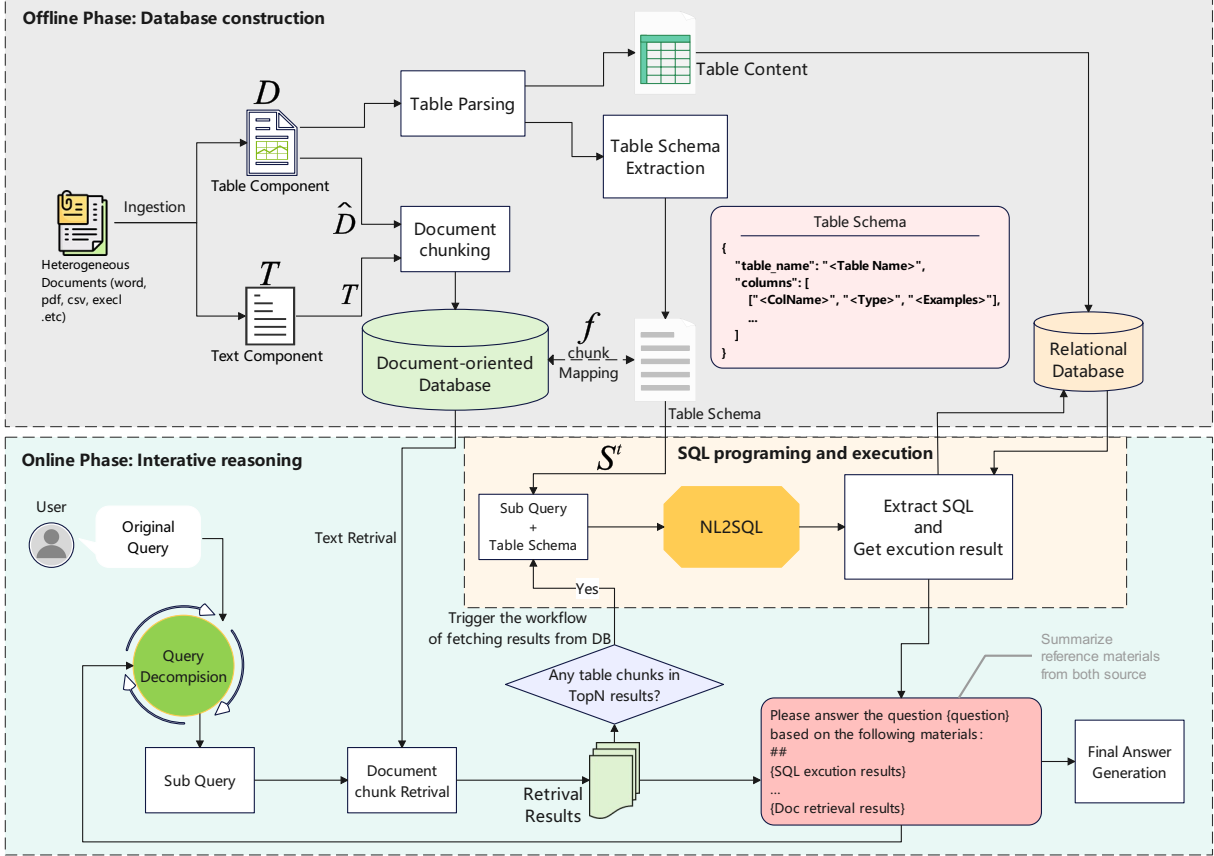 Offline Phase: Database construction
D
Table Parsing
Table Content
Table Schema
Extraction
Table Component
Ingestion
D̂
Document
chunking
Heterogeneous
Documents (word,
pdf, csv, execl
.etc)
T
T
Text Component
Document-oriented
Database
f
chunk
Mapping
Table Schema
Table Schema
{
"table_name": "<Table Name>",
"columns": [
["<ColName>", "<Type>", "<Examples>"],
...
]
}
Relational
Database
Online Phase: Interative reasoning
User
Original
Query
Text Retrival
SQL programing and execution
Sᵗ
Sub Query
+
Table Schema
NL2SQL
Extract SQL
and
Get excution result
Yes
Trigger the workflow
of fetching results from DB
Any table chunks in
TopN results?
Query
Decompision
Sub Query
Document
chunk Retrival
Retrival
Results
Summarize
reference materials
from both source
Please answer the question {question}
based on the following materials:
##
{SQL excution results}
...
{Doc retrieval results}
Final Answer
Generation